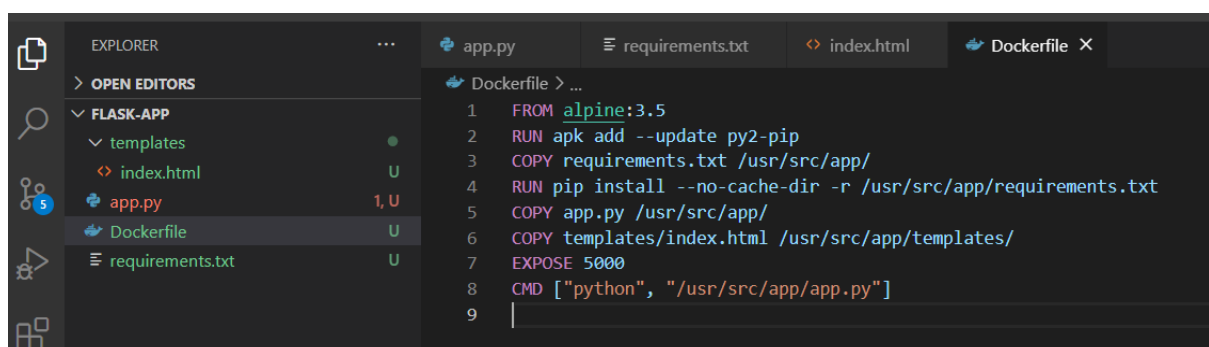 EXPLORER ...
> OPEN EDITORS
FLASK-APP
templates
index.html U
app.py 1, U
Dockerfile U
requirements.txt U
5
app.py requirements.txt index.html Dockerfile
Dockerfile > ...
1 FROM alpine:3.5
2 RUN apk add --update py2-pip
3 COPY requirements.txt /usr/src/app/
4 RUN pip install --no-cache-dir -r /usr/src/app/requirements.txt
5 COPY app.py /usr/src/app/
6 COPY templates/index.html /usr/src/app/templates/
7 EXPOSE 5000
8 CMD ["python", "/usr/src/app/app.py"]
9